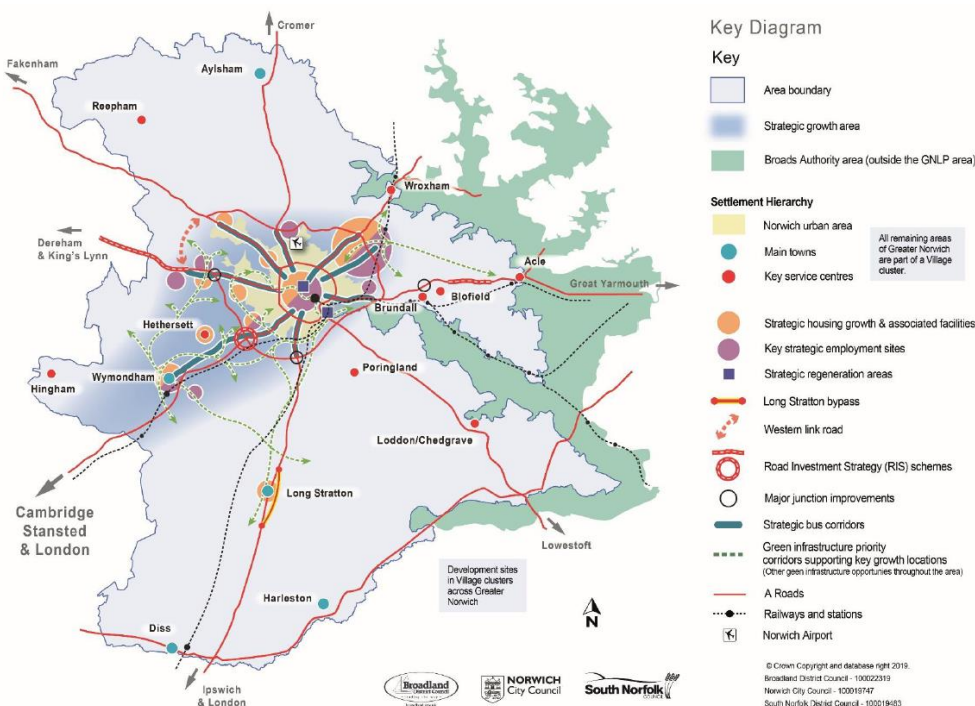 Cromer
Fakenham
Aylsham
Reepham
Wroxham
Dereham
& King's Lynn
Acle
Great Yarmouth
Blofield
Brundall
Hethersett
Wymondham
Hingham
Poringland
Loddon/Chedgrave
Long Stratton
Cambridge
Stansted
& London
Lowestoft
Development sites
in Village clusters
across Greater
Norwich
Harleston
Diss
N
Ipswich
& London
Broadland
District Council
NORWICH
City Council
South Norfolk
COUNCIL
Key Diagram
Key
Area boundary
Strategic growth area
Broads Authority area (outside the GNLP area)
Settlement Hierarchy
Norwich urban area
Main towns
Key service centres
All remaining areas
of Greater Norwich
are part of a Village
cluster.
Strategic housing growth & associated facilities
Key strategic employment sites
Strategic regeneration areas
Long Stratton bypass
Western link road
Road Investment Strategy (RIS) schemes
Major junction improvements
Strategic bus corridors
Green infrastructure priority
corridors supporting key growth locations
(Other geen infrastructure opportunties throughout the area)
A Roads
Railways and stations
Norwich Airport
© Crown Copyright and database right 2019.
Broadland District Council - 100022319
Norwich City Council - 100019747
South Norfolk District Council - 100019483